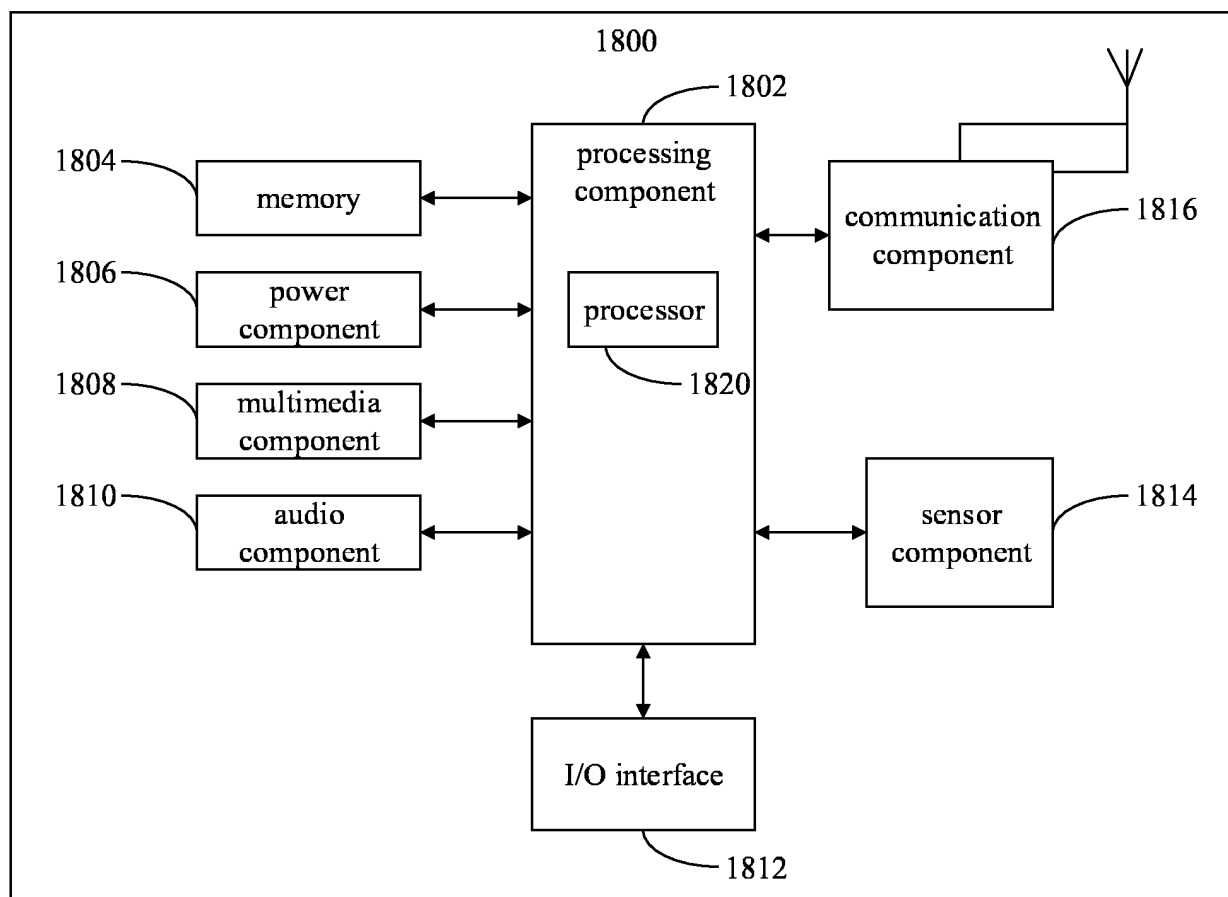 1800
1802
processing
component
processor
1820
1804
memory
1806
power
component
1808
multimedia
component
1810
audio
component
communication
component
1816
sensor
component
1814
I/O interface
1812